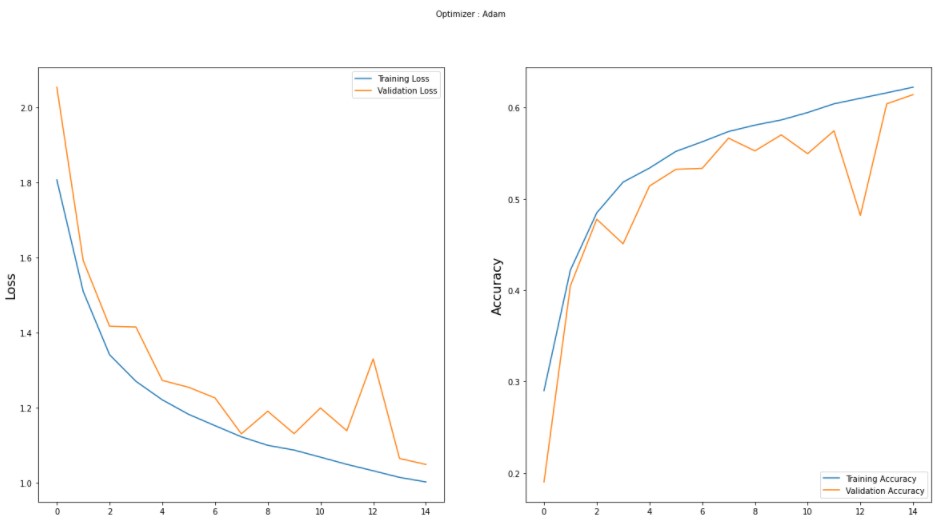 Optimizer : Adam
Training Loss
Validation Loss
2.0
1.8
1.6
1.4
1.2
1.0
Loss
0 2 4 6 8 10 12 14
0.6
0.5
0.4
0.3
0.2
Accuracy
Training Accuracy
Validation Accuracy
0 2 4 6 8 10 12 14